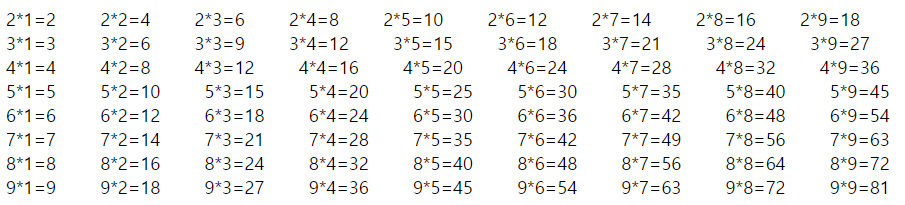 2*1=2 2*2=4 2*3=6 2*4=8 2*5=10 2*6=12 2*7=14 2*8=16 2*9=18
3*1=3 3*2=6 3*3=9 3*4=12 3*5=15 3*6=18 3*7=21 3*8=24 3*9=27
4*1=4 4*2=8 4*3=12 4*4=16 4*5=20 4*6=24 4*7=28 4*8=32 4*9=36
5*1=5 5*2=10 5*3=15 5*4=20 5*5=25 5*6=30 5*7=35 5*8=40 5*9=45
6*1=6 6*2=12 6*3=18 6*4=24 6*5=30 6*6=36 6*7=42 6*8=48 6*9=54
7*1=7 7*2=14 7*3=21 7*4=28 7*5=35 7*6=42 7*7=49 7*8=56 7*9=63
8*1=8 8*2=16 8*3=24 8*4=32 8*5=40 8*6=48 8*7=56 8*8=64 8*9=72
9*1=9 9*2=18 9*3=27 9*4=36 9*5=45 9*6=54 9*7=63 9*8=72 9*9=81